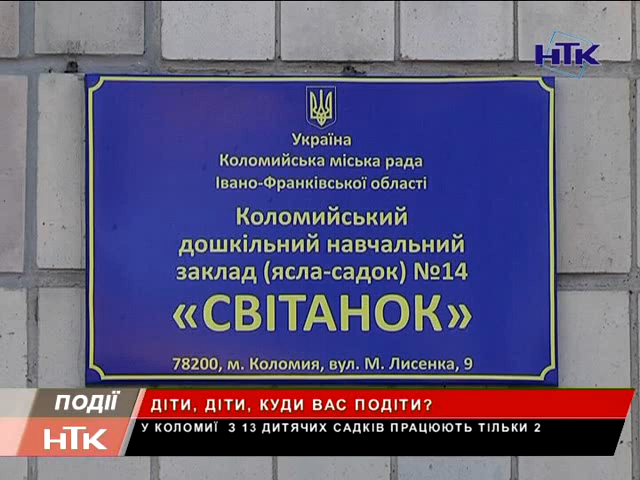 НТК
Україна
Коломийська міська рада
Івано-Франківської області
Коломийський
дошкільний навчальний
заклад (ясла-садок) №14
«СВІТАНОК»
78200, м. Коломия, вул. М. Лисенка, 9
ПОДІЇ
НТК
ДІТИ, ДІТИ, КУДИ ВАС ПОДІТИ?
У КОЛОМИЇ З 13 ДИТЯЧИХ САДКІВ ПРАЦЮЮТЬ ТІЛЬКИ 2